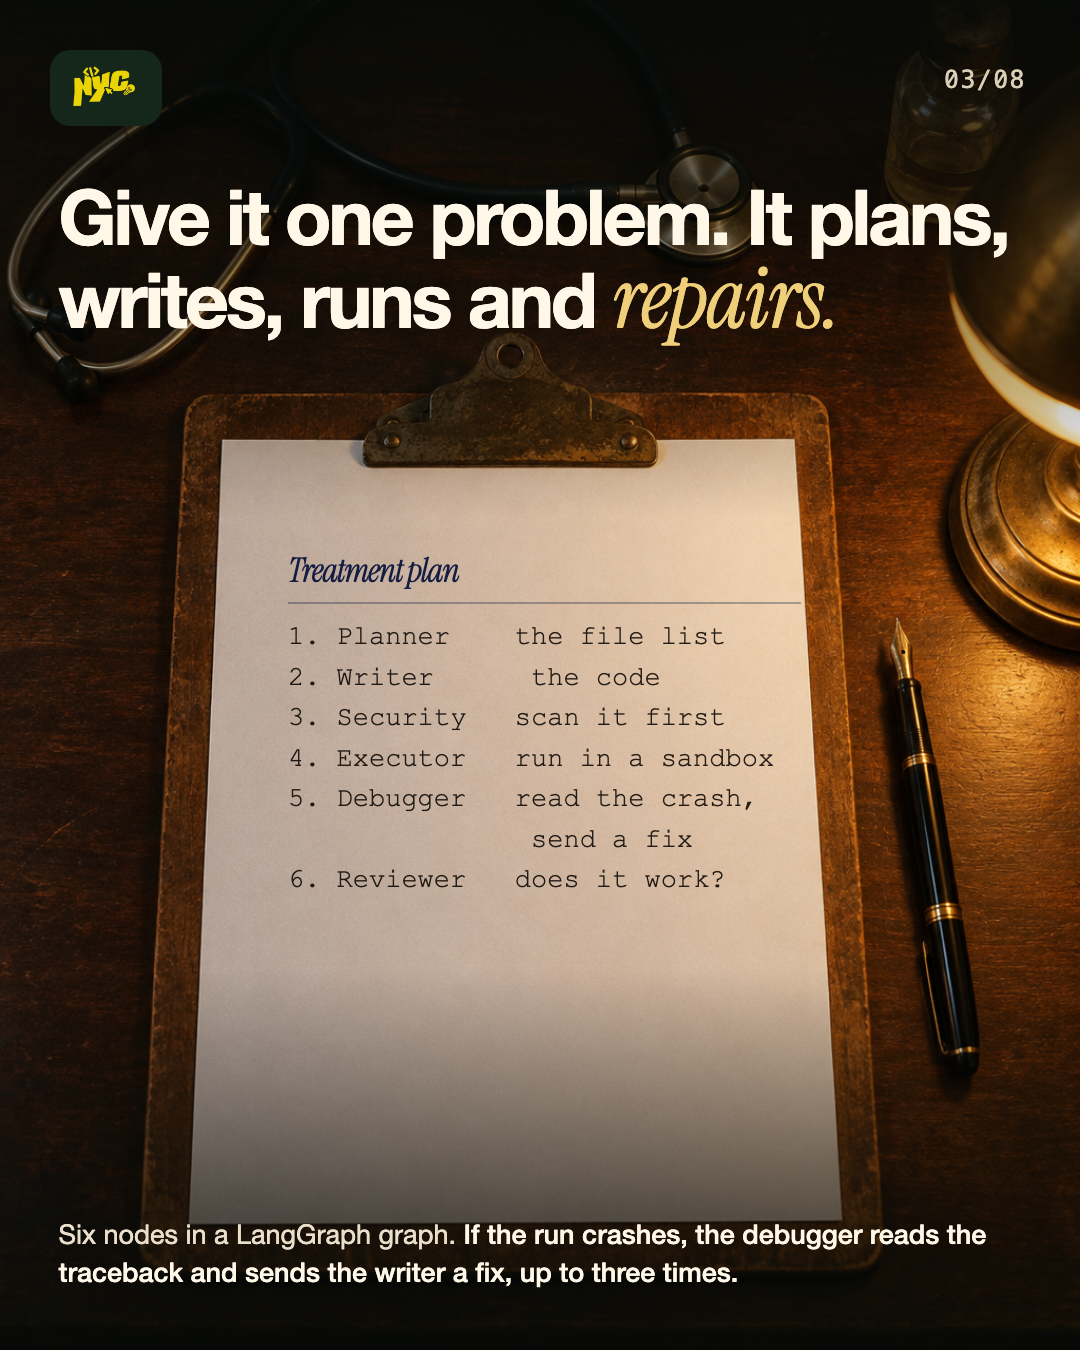 NYC
03/08
Give it one problem. It plans,
writes, runs and repairs.
Treatment plan
1. Planner the file list
2. Writer the code
3. Security scan it first
4. Executor run in a sandbox
5. Debugger read the crash,
send a fix
6. Reviewer does it work?
Six nodes in a LangGraph graph. If the run crashes, the debugger reads the
traceback and sends the writer a fix, up to three times.